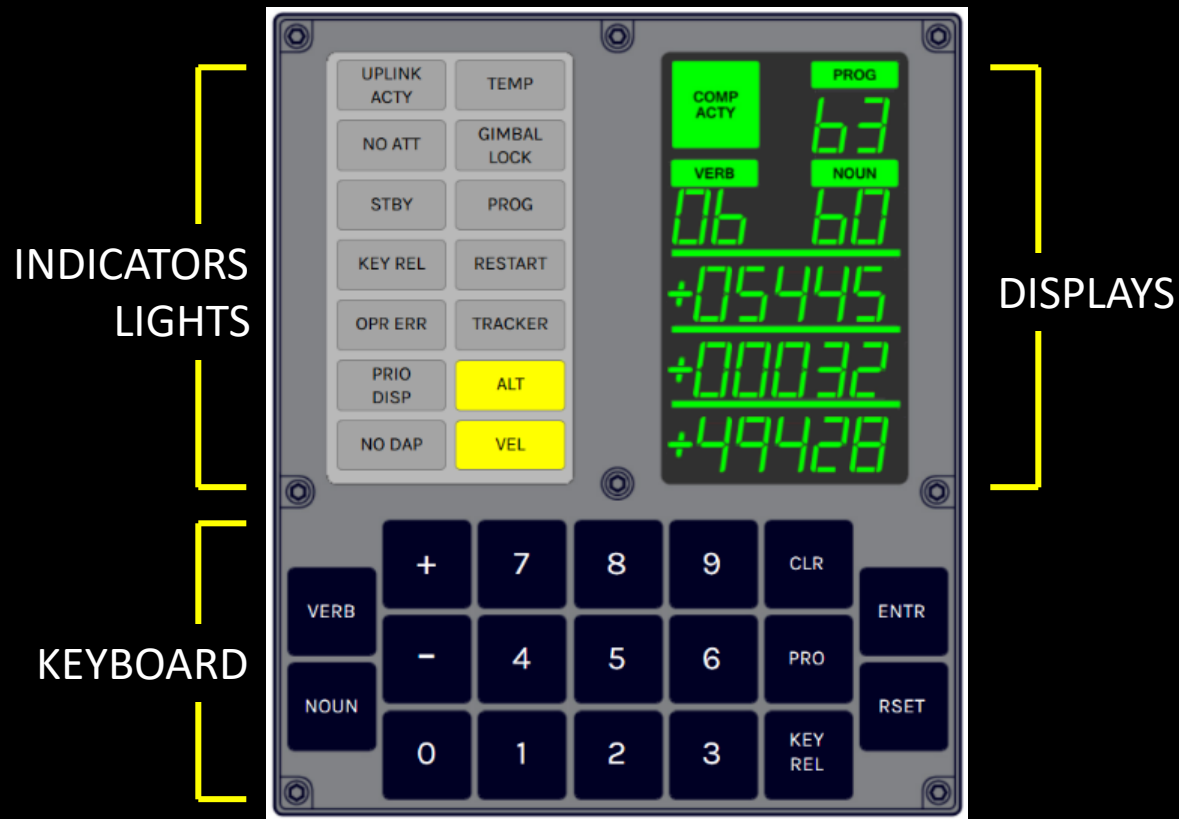 INDICATORS
LIGHTS
UPLINK
ACTY
TEMP
NO ATT
GIMBAL
LOCK
STBY
PROG
KEY REL
RESTART
OPR ERR
TRACKER
PRIO
DISP
ALT
NO DAP
VEL
COMP
ACTY
PROG
63
VERB
NOUN
06
60
+05445
+00032
+49428
DISPLAYS
KEYBOARD
VERB
NOUN
+
7
8
9
CLR
-
4
5
6
PRO
0
1
2
3
KEY
REL
ENTR
RSET